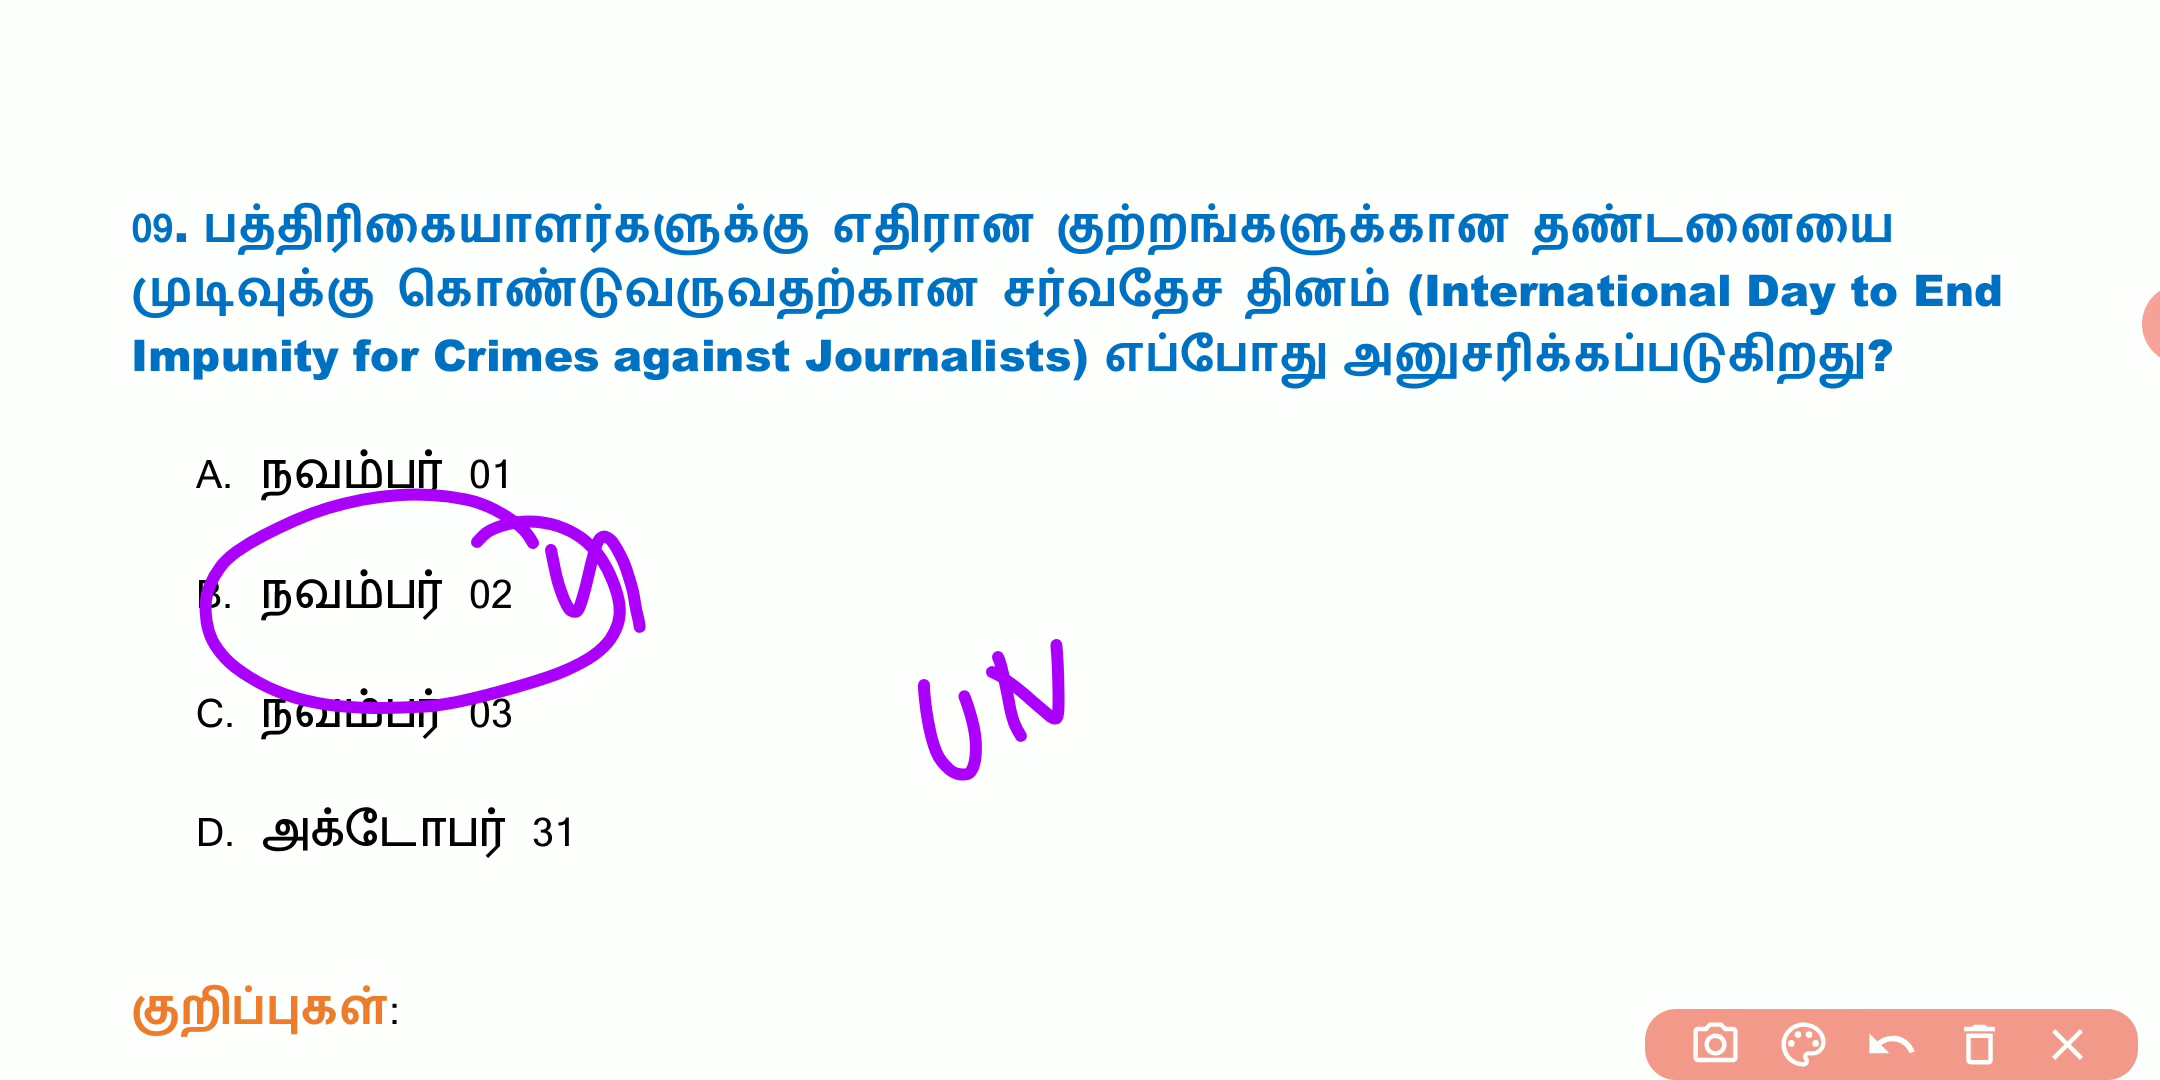 09. பத்திரிகையாளர்களுக்கு எதிரான குற்றங்களுக்கான தண்டனையை
முடிவுக்கு கொண்டுவருவதற்கான சர்வதேச தினம் (International Day to End
Impunity for Crimes against Journalists) எப்போது அனுசரிக்கப்படுகிறது?
A. நவம்பர் 01
B. நவம்பர் 02
C. நவம்பர் 03
UN
D. அக்டோபர் 31
குறிப்புகள்: